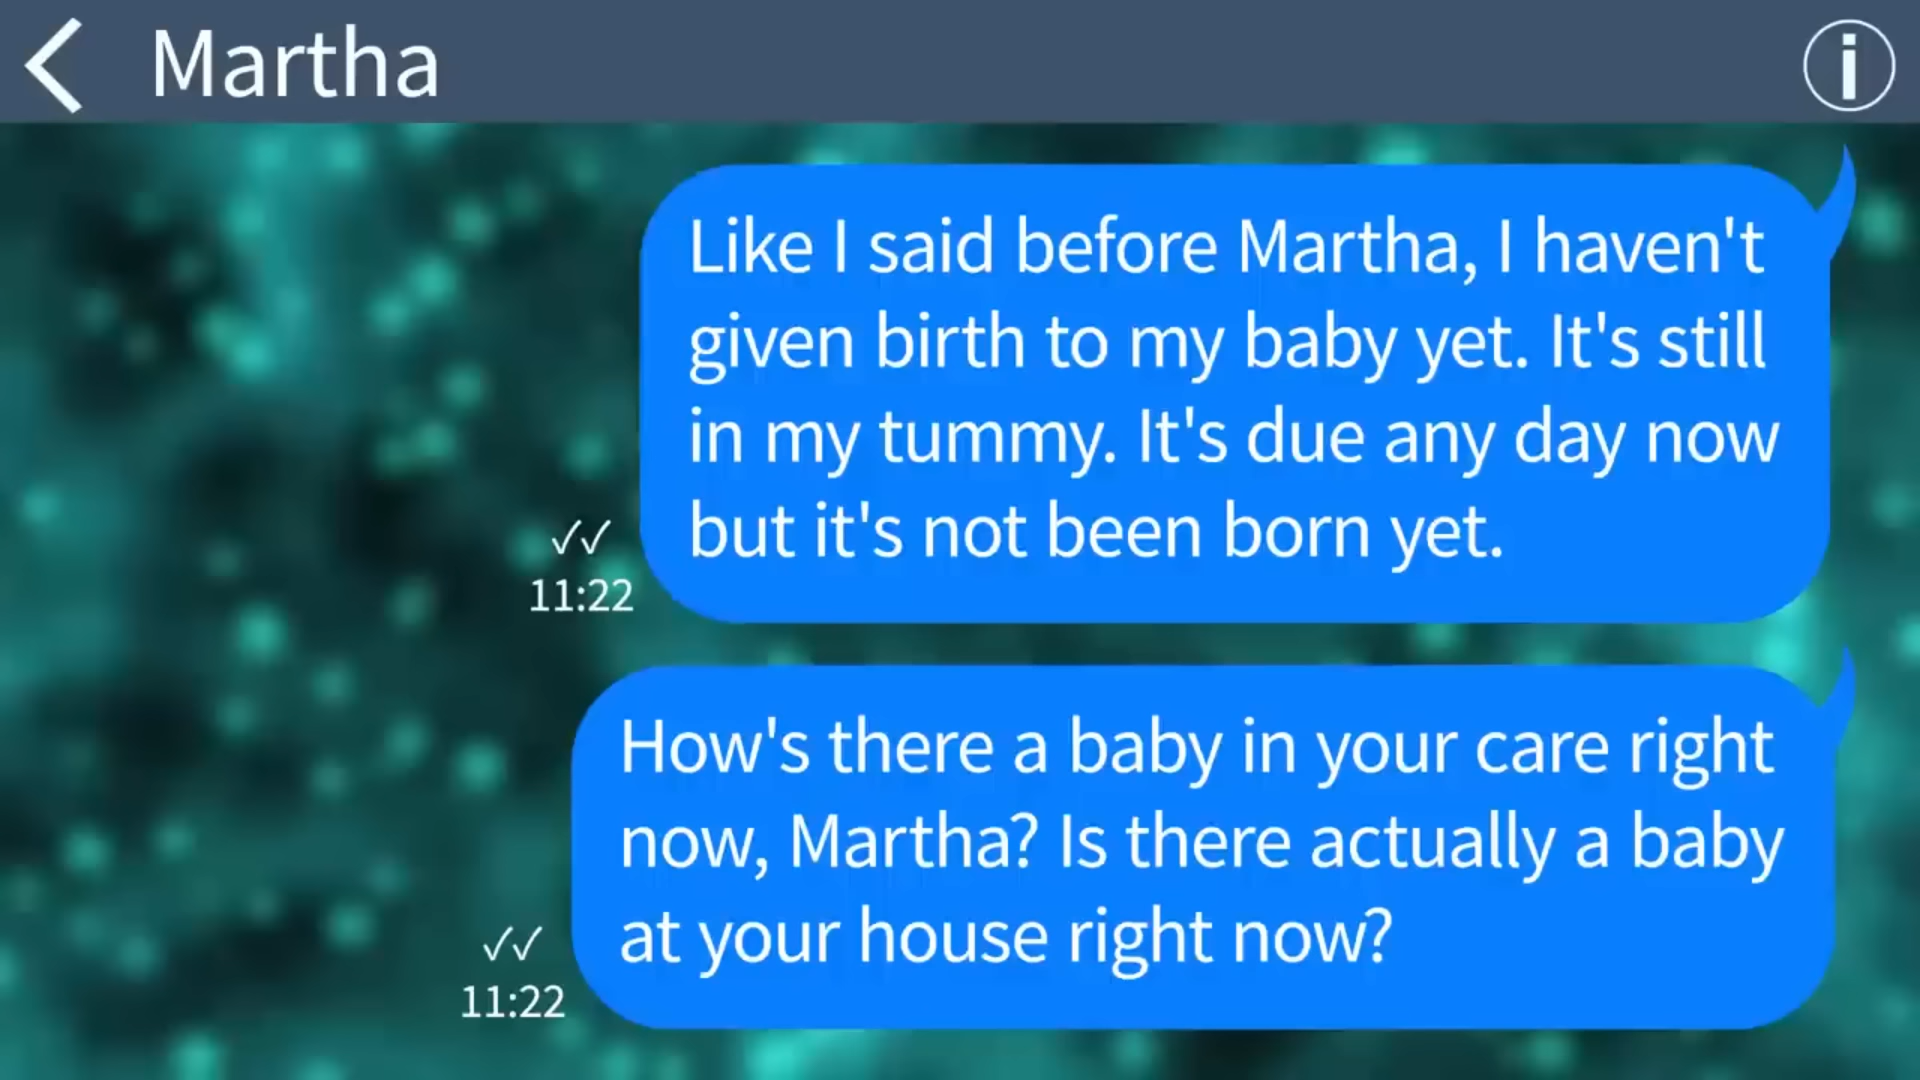 Martha
Like I said before Martha, I haven't
given birth to my baby yet. It's still
in my tummy. It's due any day now
but it's not been born yet.
✓✓
11:22
How's there a baby in your care right
now, Martha? Is there actually a baby
at your house right now?
✓✓
11:22